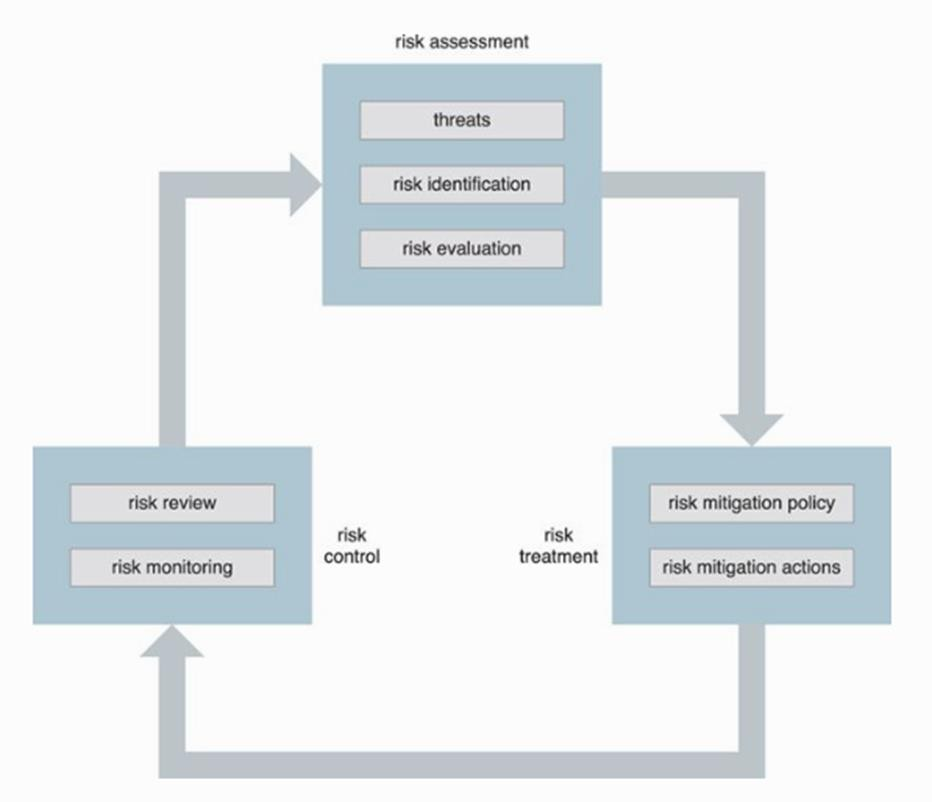 risk assessment
threats
risk identification
risk evaluation
risk review
risk monitoring
risk
control
risk
treatment
risk mitigation policy
risk mitigation actions